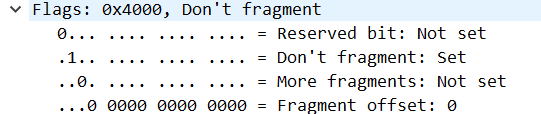 Flags: 0x4000, Don't fragment
0... .... .... .... = Reserved bit: Not set
.1.. .... .... .... = Don't fragment: Set
..0. .... .... .... = More fragments: Not set
...0 0000 0000 0000 = Fragment offset: 0